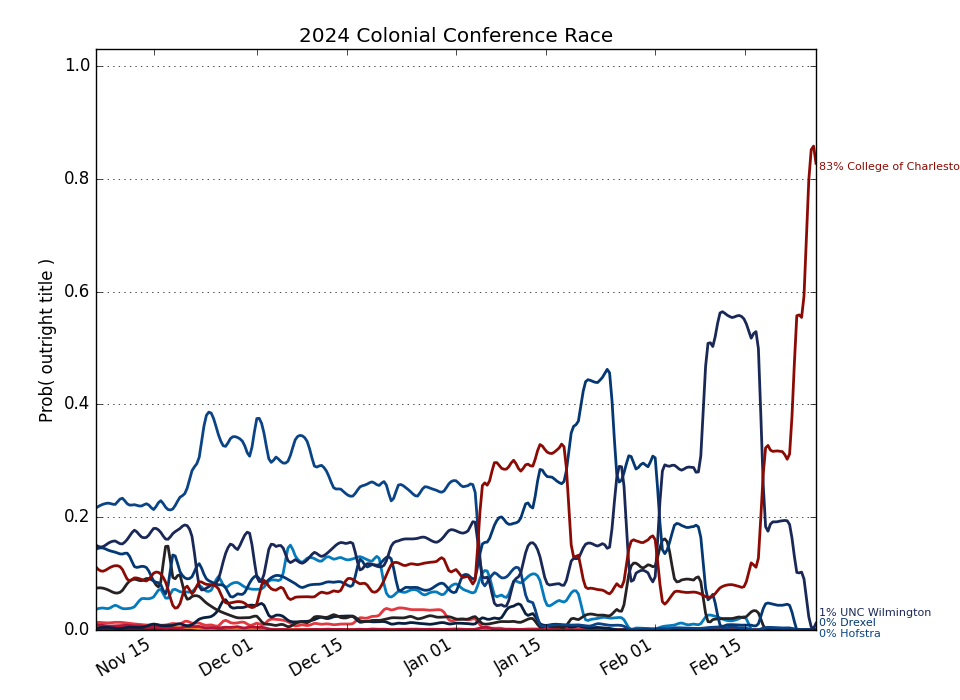 2024 Colonial Conference Race
Prob( outright title )
1.0
0.8
0.6
0.4
0.2
0.0
Nov 15
Dec 01
Dec 15
Jan 01
Jan 15
Feb 01
Feb 15
83% College of Charlesto
1% UNC Wilmington
0% Drexel
0% Hofstra